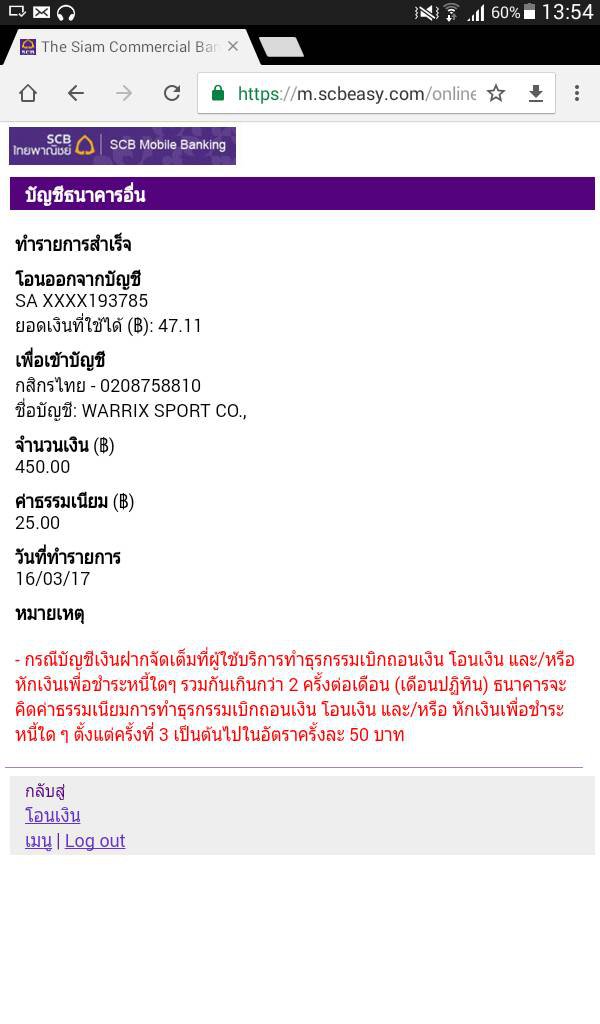 60% 13:54
The Siam Commercial Ban
https://m.scbeasy.com/online
SCB
ไทยพาณิชย์
SCB Mobile Banking
บัญชีธนาคารอื่น
ทำรายการสำเร็จ
โอนออกจากบัญชี
SA XXXX193785
ยอดเงินที่ใช้ได้ (฿): 47.11
เพื่อเข้าบัญชี
กสิกรไทย - 0208758810
ชื่อบัญชี: WARRIX SPORT CO.,
จำนวนเงิน (฿)
450.00
ค่าธรรมเนียม (฿)
25.00
วันที่ทำรายการ
16/03/17
หมายเหตุ
- กรณีบัญชีเงินฝากจัดเต็มที่ผู้ใช้บริการทำธุรกรรมเบิกถอนเงิน โอนเงิน และ/หรือ
หักเงินเพื่อชำระหนี้ใดๆ รวมกันเกินกว่า 2 ครั้งต่อเดือน (เดือนปฏิทิน) ธนาคารจะ
คิดค่าธรรมเนียมการทำธุรกรรมเบิกถอนเงิน โอนเงิน และ/หรือ หักเงินเพื่อชำระ
หนี้ใด ๆ ตั้งแต่ครั้งที่ 3 เป็นต้นไปในอัตราครั้งละ 50 บาท
กลับสู่
โอนเงิน
เมนู | Log out